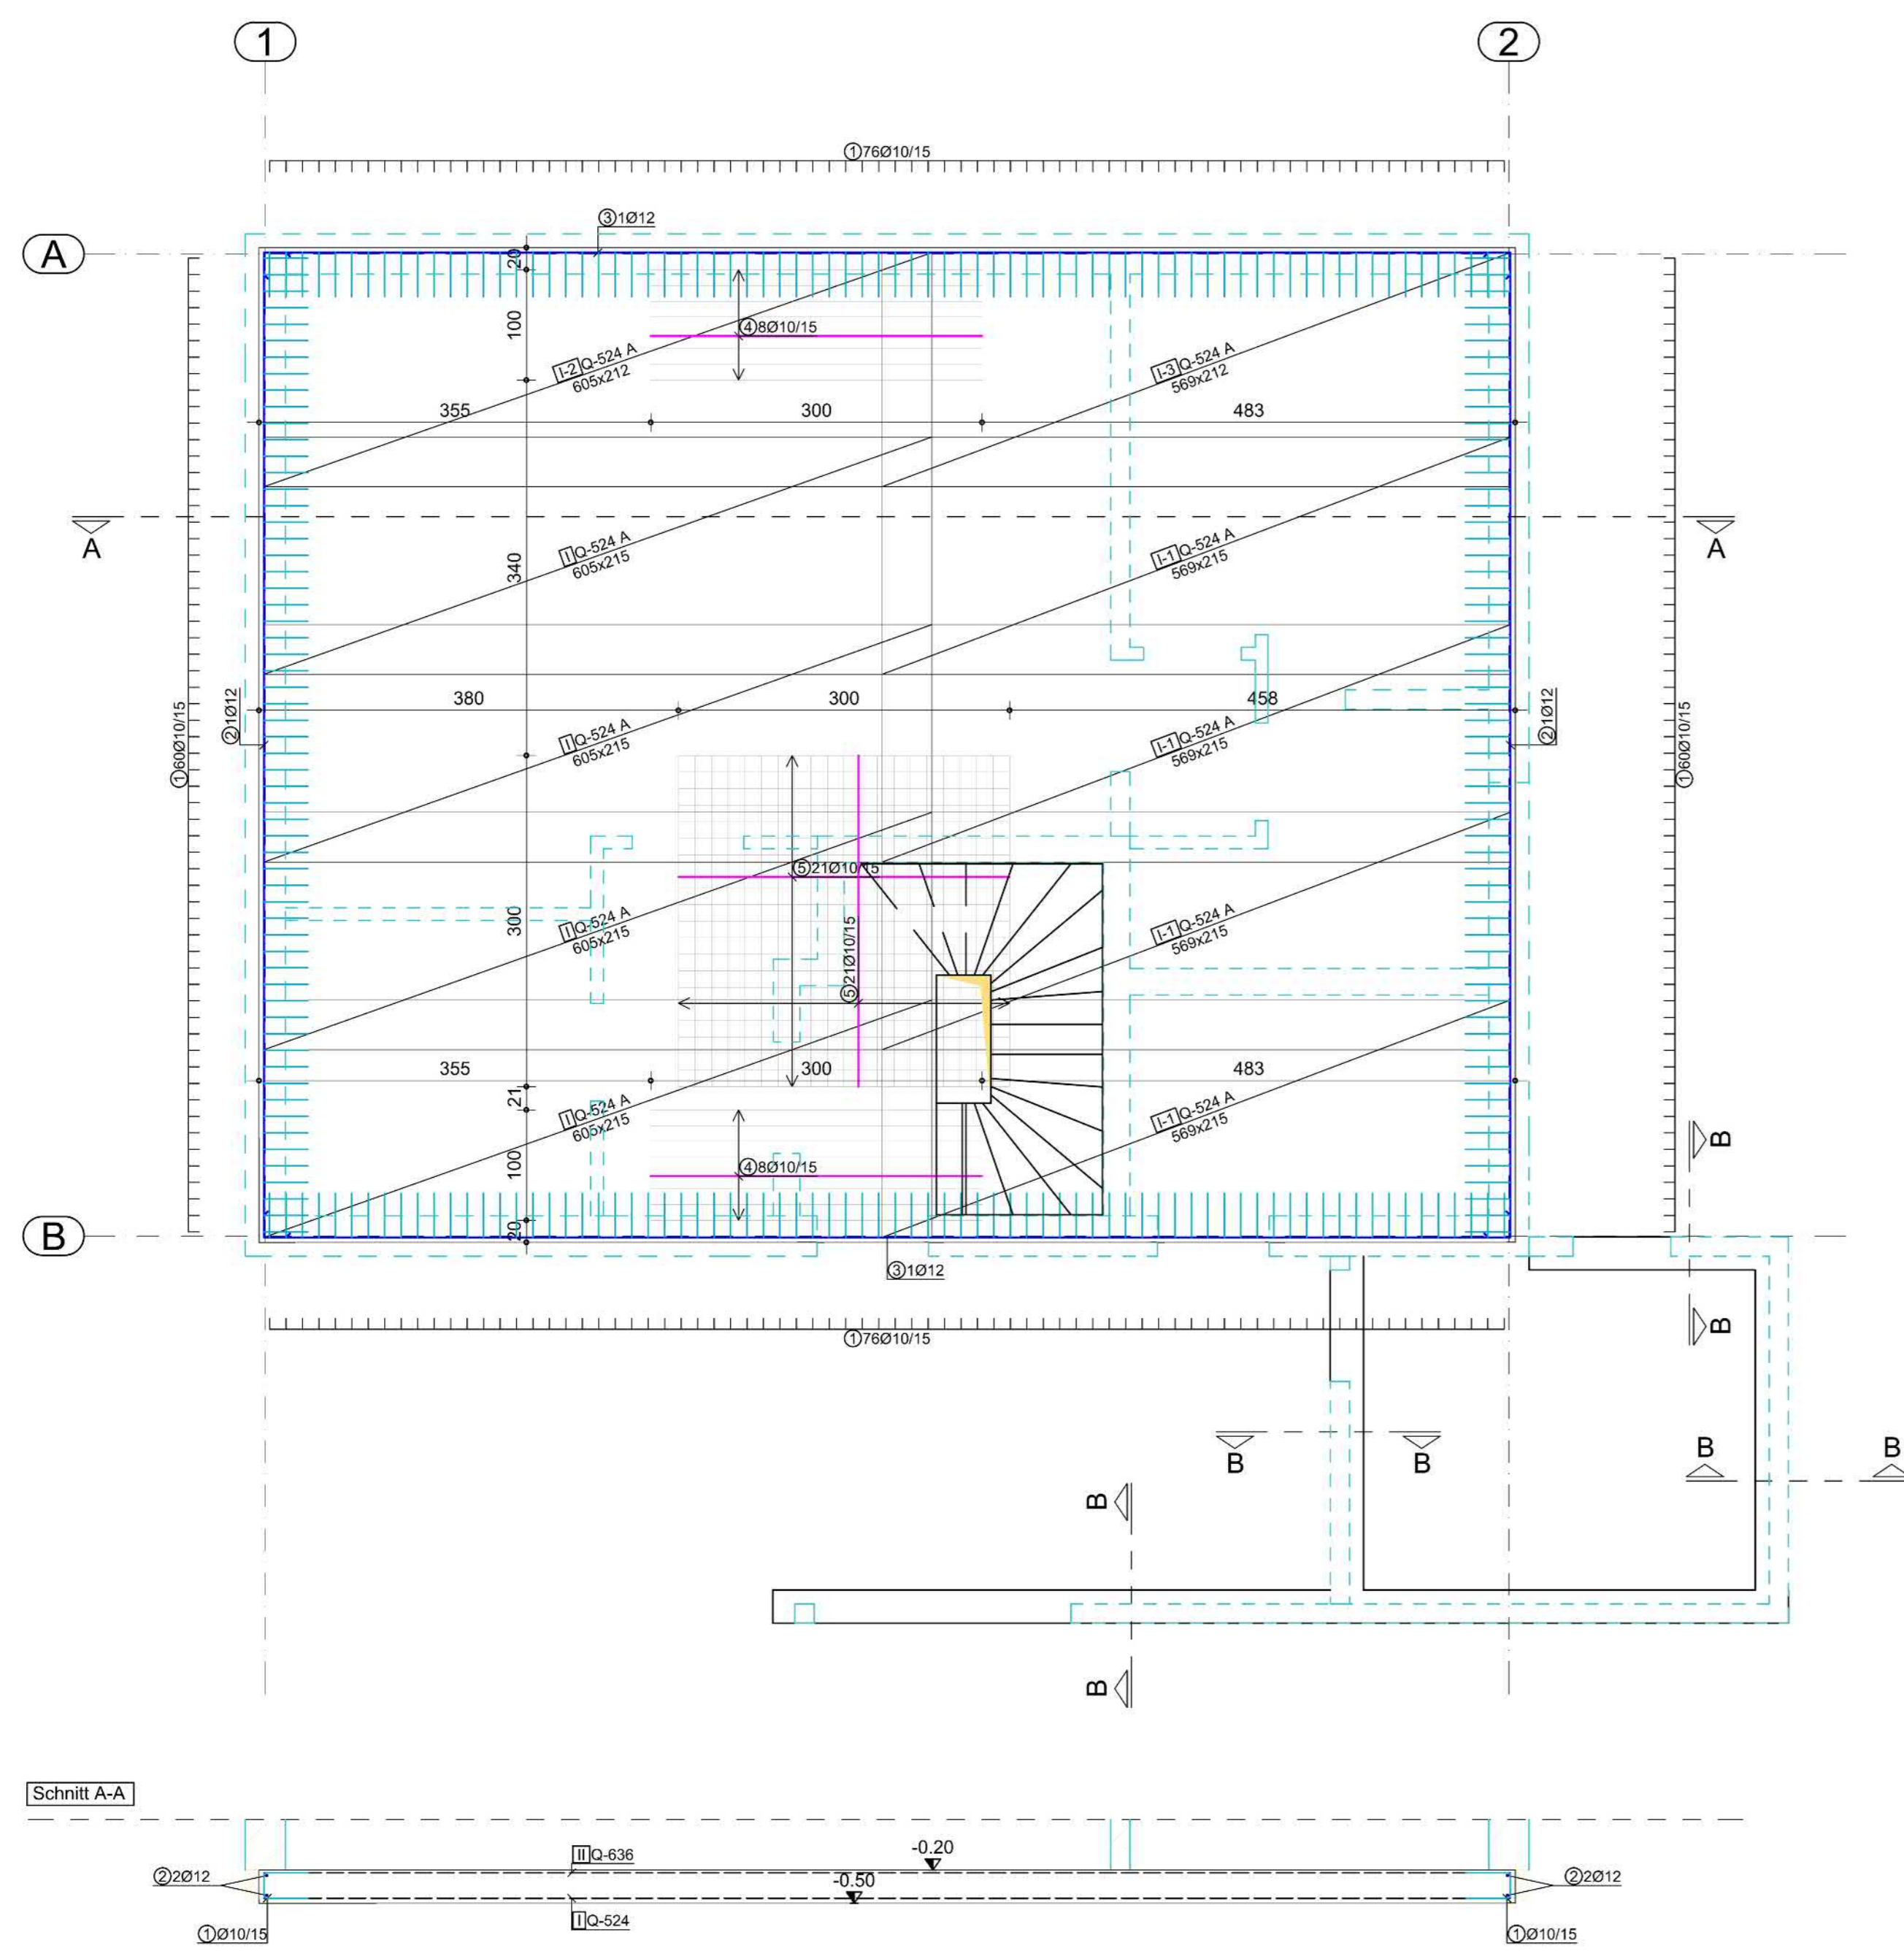 1
2
①76Ø10/15
③1Ø12
A
20
100
④8Ø10/15
I-2 Q-524 A
605x212
I-3 Q-524 A
569x212
355
300
483
A
A
I Q-524 A
605x215
I-1 Q-524 A
569x215
340
380
300
458
①60Ø10/15
②1Ø12
②1Ø12
①60Ø10/15
I Q-524 A
605x215
I-1 Q-524 A
569x215
⑤21Ø10/15
300
I Q-524 A
605x215
⑤21Ø10/15
I-1 Q-524 A
569x215
355
300
483
21
I Q-524 A
605x215
I-1 Q-524 A
569x215
B
100
④8Ø10/15
20
B
③1Ø12
B
①76Ø10/15
B
B
B
B
B
B
Schnitt A-A
II Q-636
-0.20
②2Ø12
-0.50
②2Ø12
I Q-524
①Ø10/15
①Ø10/15